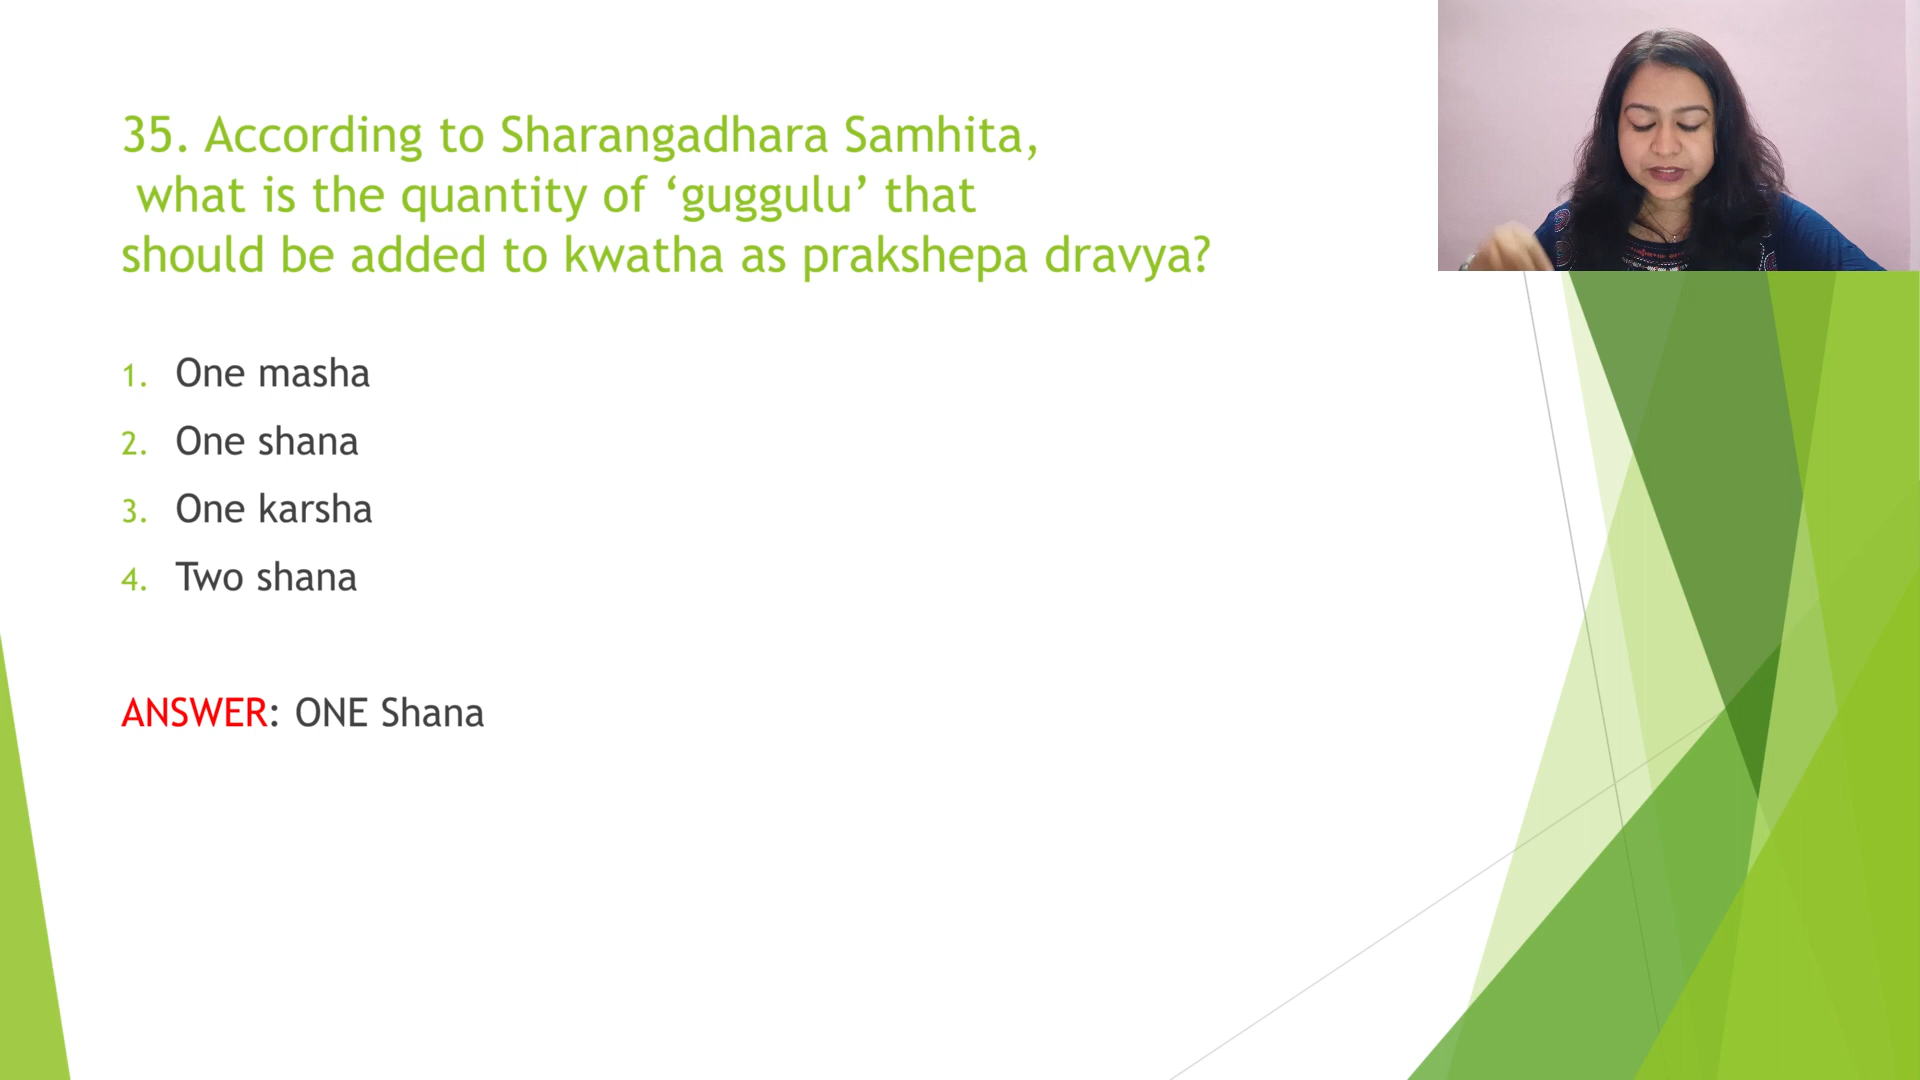 35. According to Sharangadhara Samhita,
what is the quantity of ‘guggulu’ that
should be added to kwatha as prakshepa dravya?
1. One masha
2. One shana
3. One karsha
4. Two shana
ANSWER: ONE Shana